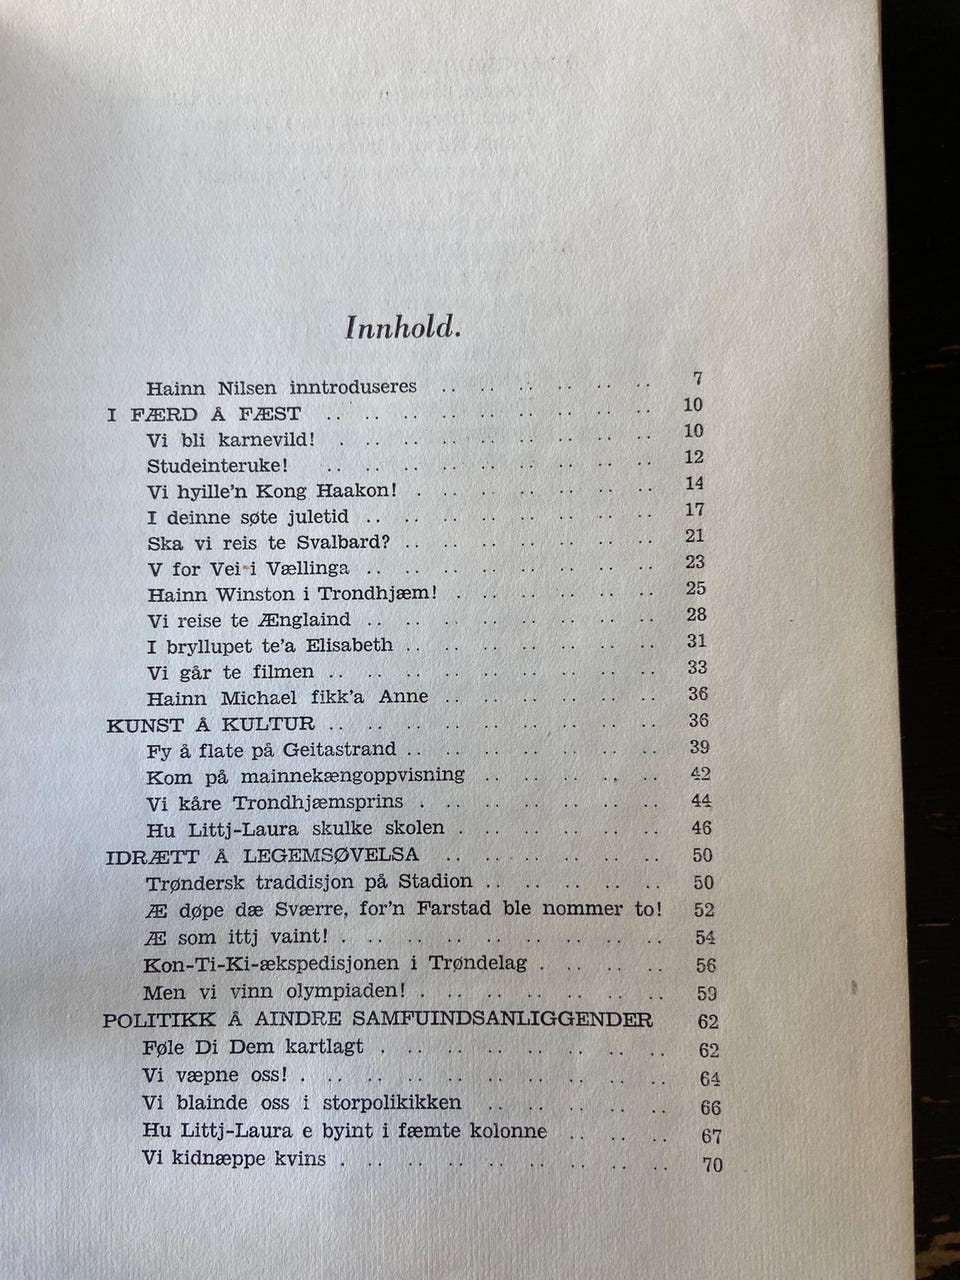 Innhold.
Hainn Nilsen inntroduseres .. .. .. .. .. .. 7
I FÆRD Å FÆST .. .. .. .. .. .. .. .. .. 10
Vi bli karnevild! . .. .. .. .. .. .. .. .. 10
Studeinteruke! .. .. .. .. .. .. .. .. .. 12
Vi hyille'n Kong Haakon! . .. .. .. .. .. .. 14
I deinne søte juletid .. .. .. .. .. .. .. .. 17
Ska vi reis te Svalbard? .. .. .. .. .. .. .. 21
V for Vei i Vællinga .. .. .. .. .. .. .. .. 23
Hainn Winston i Trondhjæm! . .. .. .. .. .. 25
Vi reise te Ænglaind .. .. .. .. .. .. .. .. 28
I bryllupet te'a Elisabeth .. .. .. .. .. .. .. 31
Vi går te filmen .. .. .. .. .. .. .. .. .. 33
Hainn Michael fikk'a Anne .. .. .. .. .. .. 36
KUNST Å KULTUR .. .. .. .. .. .. .. .. .. 36
Fy å flate på Geitastrand .. .. .. .. .. .. .. 39
Kom på mainnekængoppvisning .. .. .. .. .. 42
Vi kåre Trondhjæmsprins . .. .. .. .. .. .. 44
Hu Littj-Laura skulke skolen . .. .. .. .. .. 46
IDRÆTT Å LEGEMSØVELSA .. .. .. .. .. .. 50
Trøndersk traddisjon på Stadion .. .. .. .. .. 50
Æ døpe dæ Sværre, for'n Farstad ble nommer to! 52
Æ som ittj vaint! . .. .. .. .. .. .. .. .. 54
Kon-Ti-Ki-ækspedisjonen i Trøndelag . .. .. .. .. 56
Men vi vinn olympiaden! . .. .. .. .. .. .. 59
POLITIKK Å AINDRE SAMFUINDSANLIGGENDER 62
Føle Di Dem kartlagt . .. .. .. .. .. .. .. 62
Vi væpne oss! . .. .. .. .. .. .. .. .. .. 64
Vi blainde oss i storpolikikken .. .. .. .. .. 66
Hu Littj-Laura e byint i fæmte kolonne .. .. .. 67
Vi kidnæppe kvins . .. .. .. .. .. .. .. .. 70